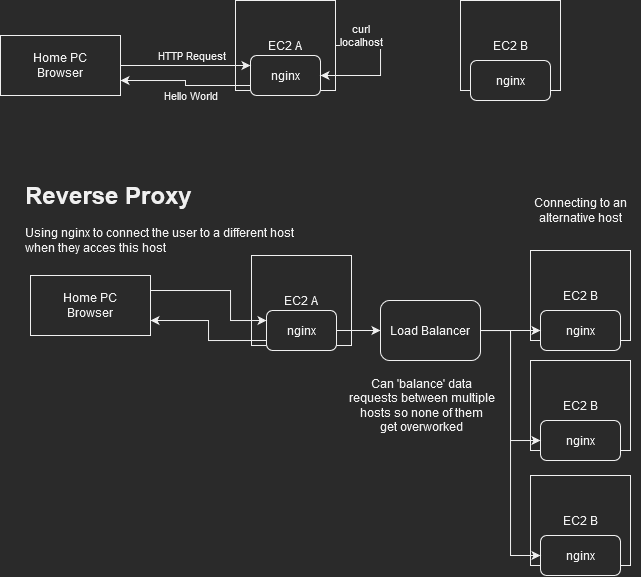 Home PC
Browser
HTTP Request
Hello World
EC2 A
nginx
curl
localhost
EC2 B
nginx
Reverse Proxy
Using nginx to connect the user to a different host
when they acces this host
Connecting to an
alternative host
Home PC
Browser
EC2 A
nginx
Load Balancer
Can 'balance' data
requests between multiple
hosts so none of them
get overworked
EC2 B
nginx
EC2 B
nginx
EC2 B
nginx